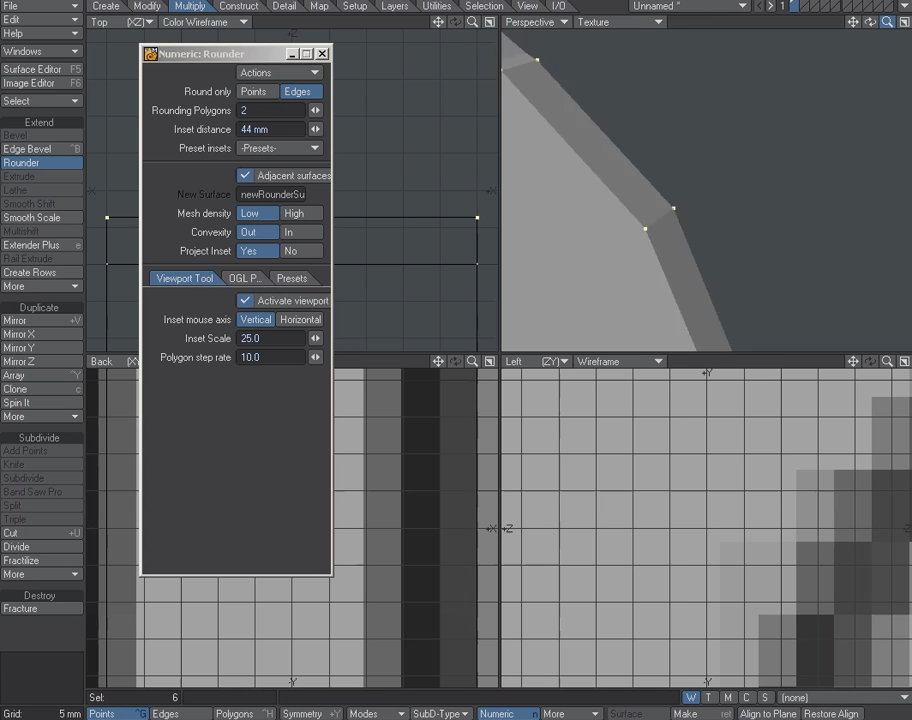 File Create Modify Multiply Construct Detail Map Setup Layers Utilities Selection View I/O Unnamed * 1
Edit Top (XZ) Color Wireframe Perspective Texture
Help
Windows
Surface Editor F5
Image Editor F6
Select
Extend
Bevel
Edge Bevel ^B
Rounder
Extrude
Lathe
Smooth Shift
Smooth Scale
Multishift
Extender Plus e
Rail Extrude
Create Rows
More
Duplicate
Mirror +V
Mirror X
Mirror Y
Mirror Z
Array ^Y
Clone c
Spin It
More
Subdivide
Add Points
Knife
Subdivide
Band Saw Pro
Split
Triple
Cut +U
Divide
Fractilize
More
Destroy
Fracture
Numeric: Rounder
Actions
Round only Points Edges
Rounding Polygons 2
Inset distance 44 mm
Preset insets -Presets-
Adjacent surfaces
New Surface newRounderSu
Mesh density Low High
Convexity Out In
Project Inset Yes No
Viewport Tool OGL P... Presets
Activate viewport
Inset mouse axis Vertical Horizontal
Inset Scale 25.0
Polygon step rate 10.0
Back Left (ZY) Wireframe
+Y
+X +Z
-Y -Y
Sel: 6 W T M C S (none)
Grid: 5 mm Points ^G Edges Polygons ^H Symmetry +Y Modes SubD-Type Numeric n More Surface Make ret Align to Plane Restore Align